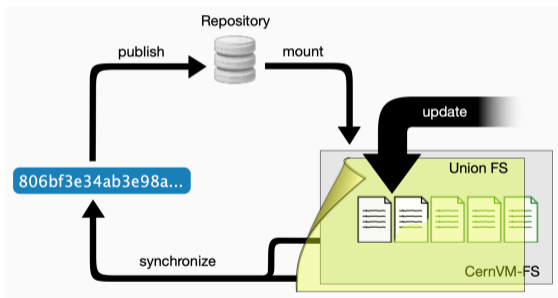 Repository
publish
mount
update
Union FS
806bf3e34ab3e98a...
CernVM-FS
synchronize